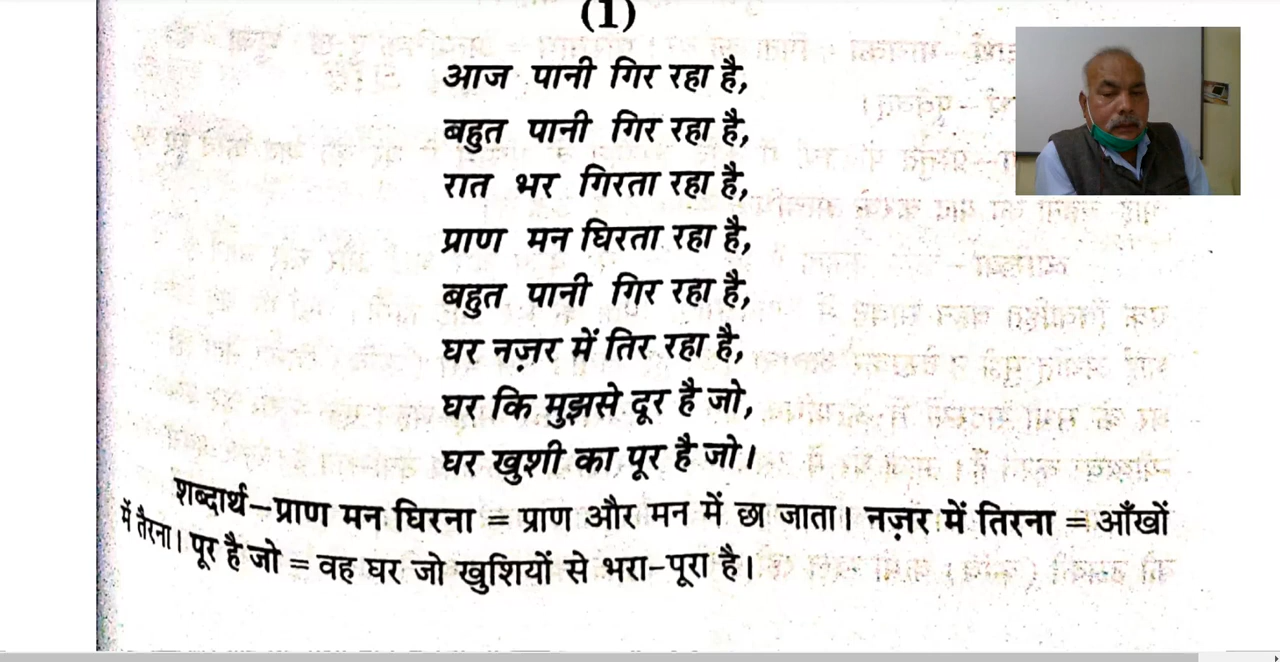 (1)
आज पानी गिर रहा है,
बहुत पानी गिर रहा है,
रात भर गिरता रहा है,
प्राण मन घिरता रहा है,
बहुत पानी गिर रहा है,
घर नज़र में तिर रहा है,
घर कि मुझसे दूर है जो,
घर खुशी का पूर है जो।
शब्दार्थ–प्राण मन घिरना = प्राण और मन में छा जाता। नज़र में तिरना = आँखों
में तैरना। पूर है जो = वह घर जो खुशियों से भरा-पूरा है।